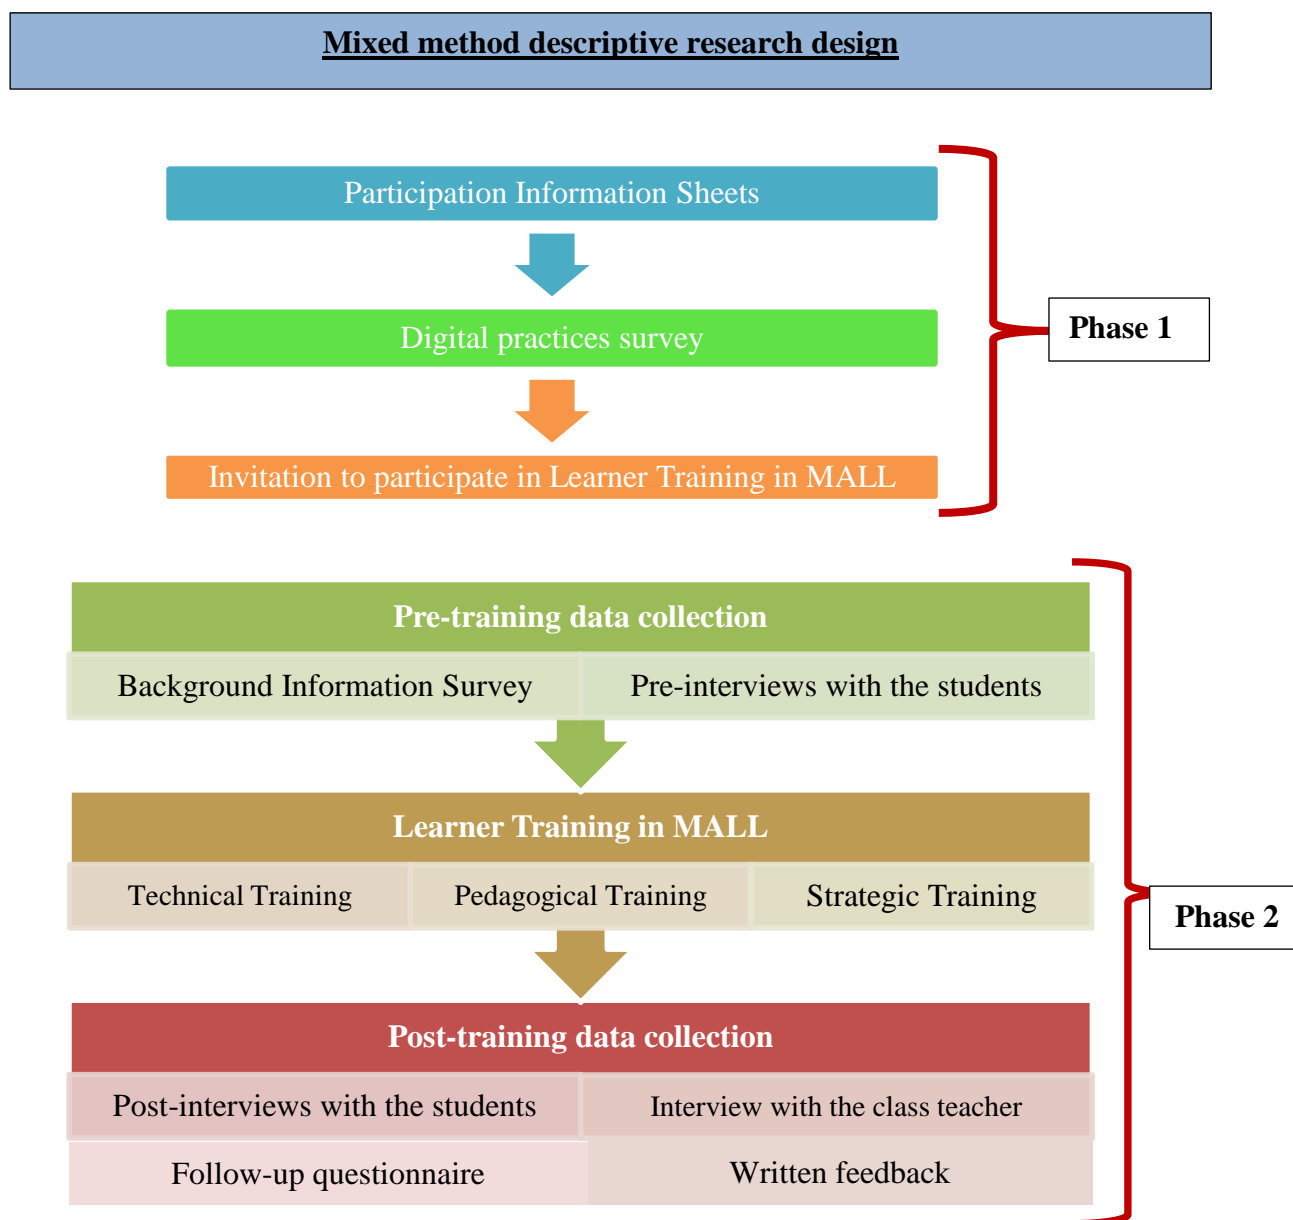 Mixed method descriptive research design
Participation Information Sheets
Digital practices survey
Invitation to participate in Learner Training in MALL
Phase 1
Pre-training data collection
Background Information Survey
Pre-interviews with the students
Learner Training in MALL
Technical Training
Pedagogical Training
Strategic Training
Phase 2
Post-training data collection
Post-interviews with the students
Interview with the class teacher
Follow-up questionnaire
Written feedback